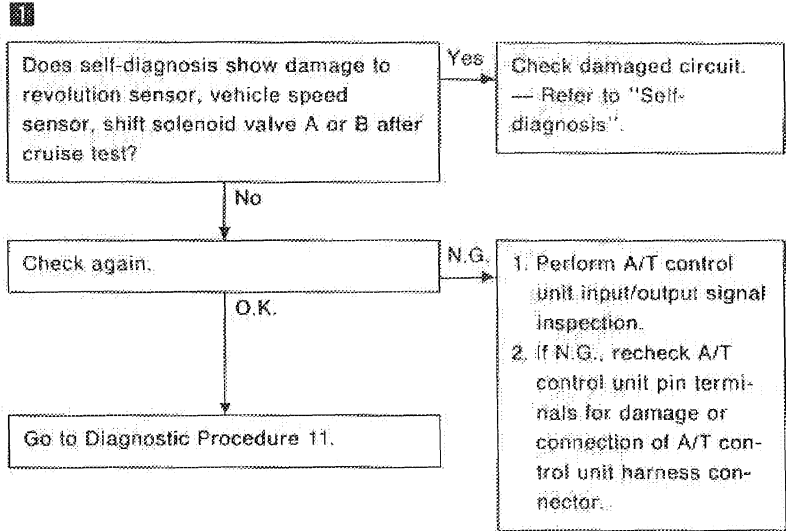 1
Does self-diagnosis show damage to
revolution sensor, vehicle speed
sensor, shift solenoid valve A or B after
cruise test?
Yes
Check damaged circuit.
— Refer to "Self-
diagnosis".
No
Check again.
N.G.
1. Perform A/T control
unit input/output signal
inspection.
2. If N.G., recheck A/T
control unit pin termi-
nals for damage or
connection of A/T con-
trol unit harness con-
nector.
O.K.
Go to Diagnostic Procedure 11.